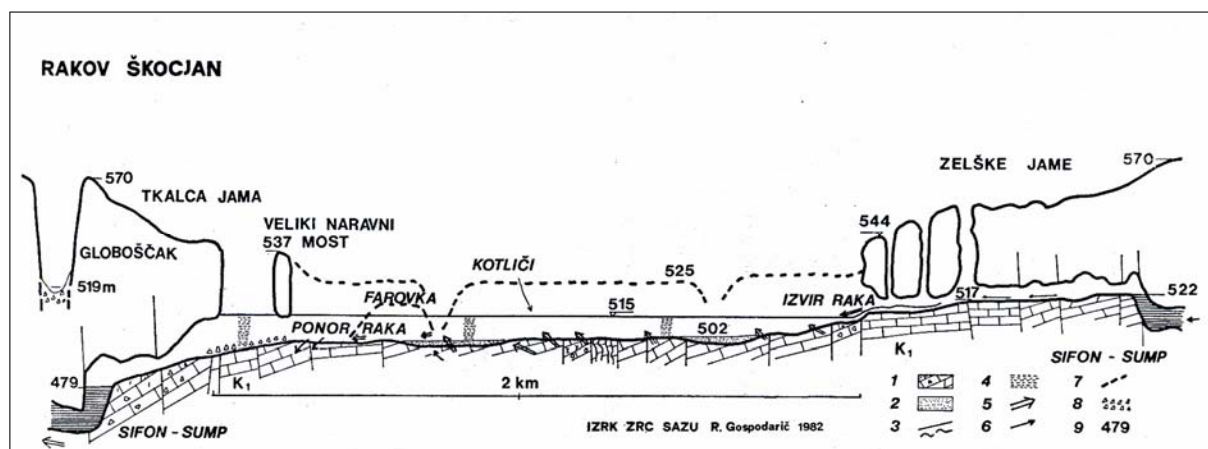 RAKOV ŠKOCJAN
570
TKALCA JAMA
GLOBOŠČAK
519 m
VELIKI NARAVNI
537 MOST
KOTLIČI
FAROVKA
PONOR RAKA
525
515
502
ZELŠKE JAME
570
544
IZVIR RAKA
517
522
479
K₁
SIFON - SUMP
2 km
K₁
SIFON - SUMP
1
2
3
4
5
6
7
8
9 479
IZRK ZRC SAZU R. Gospodarič 1982